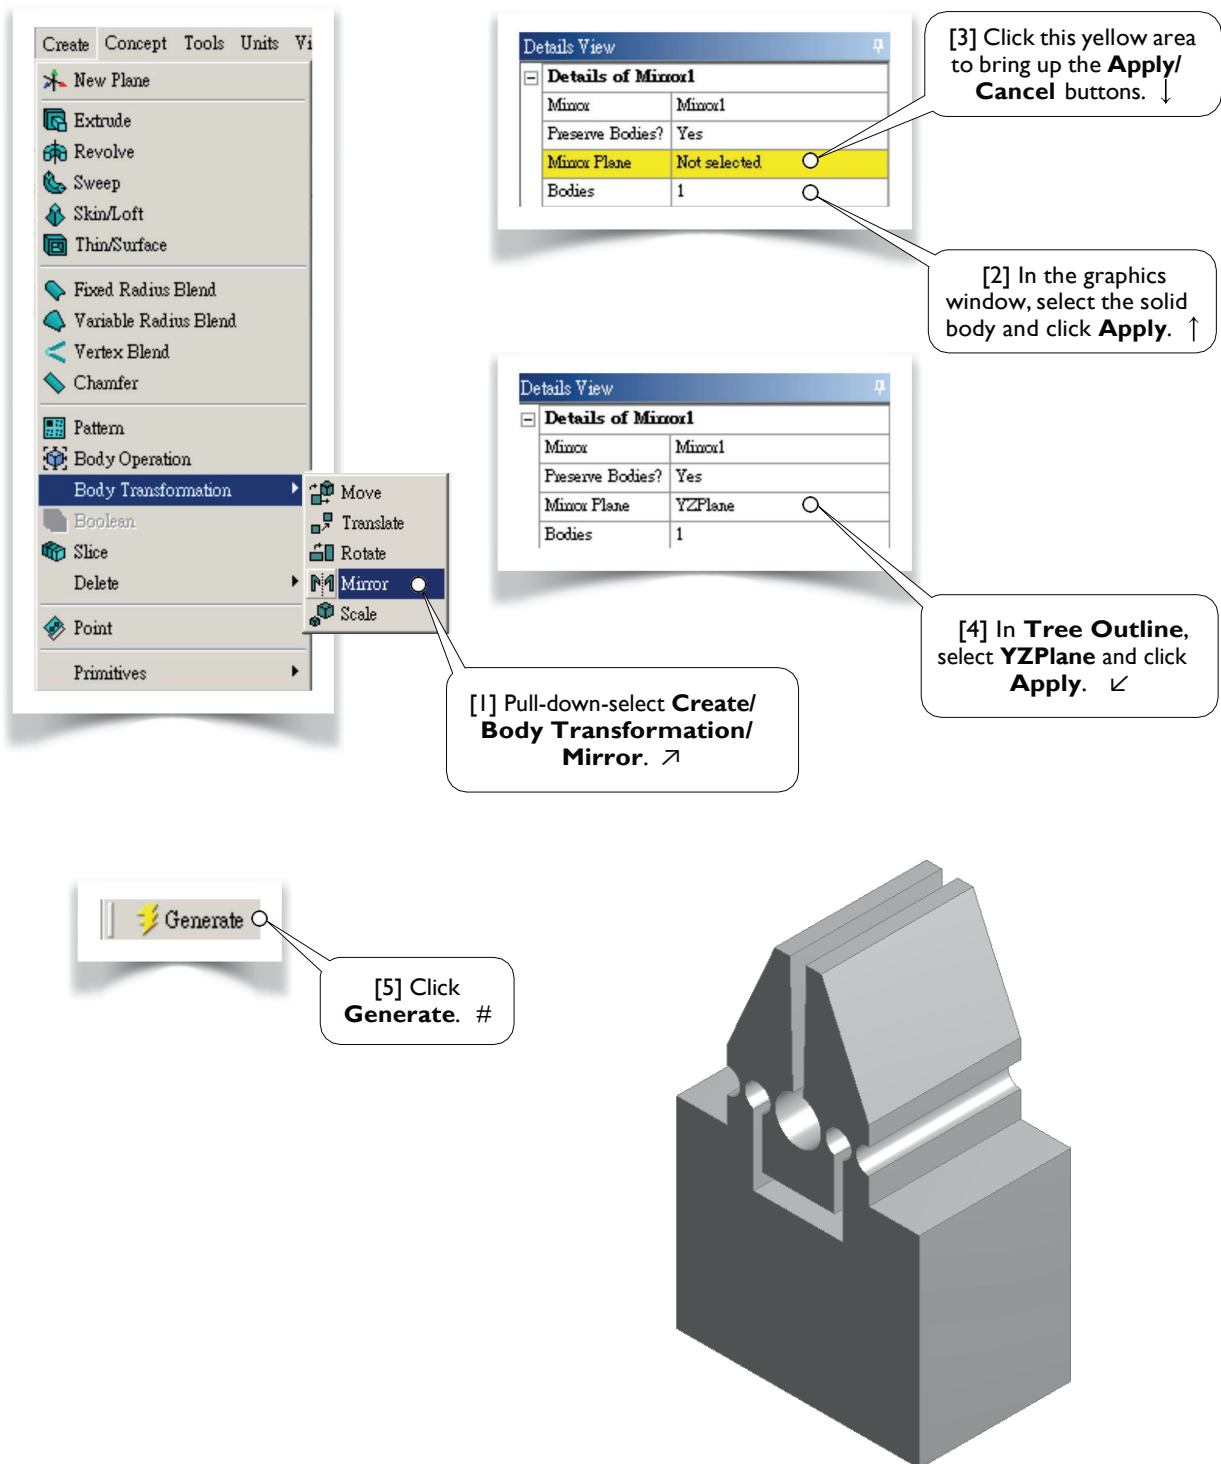 Create Concept Tools Units Vi
New Plane
Extrude
Revolve
Sweep
Skin/Loft
Thin/Surface
Fixed Radius Blend
Variable Radius Blend
Vertex Blend
Chamfer
Pattern
Body Operation
Body Transformation
Boolean
Slice
Delete
Point
Primitives
Move
Translate
Rotate
Mirror
Scale
[1] Pull-down-select Create/
Body Transformation/
Mirror. ↗
Details View
Details of Mirror1
Mirror Mirror1
Preserve Bodies? Yes
Mirror Plane Not selected
Bodies 1
[3] Click this yellow area
to bring up the Apply/
Cancel buttons. ↓
[2] In the graphics
window, select the solid
body and click Apply. ↑
Details View
Details of Mirror1
Mirror Mirror1
Preserve Bodies? Yes
Mirror Plane YZPlane
Bodies 1
[4] In Tree Outline,
select YZPlane and click
Apply. ↙
Generate
[5] Click
Generate. #